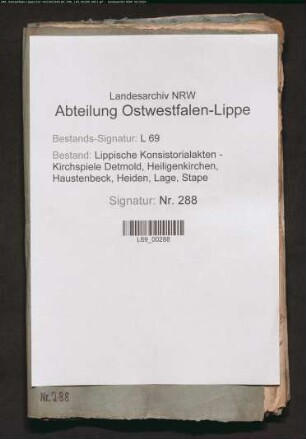 Landesarchiv NRW
Abteilung Ostwestfalen-Lippe
Bestands-Signatur: L 69
Bestand: Lippische Konsistorialakten -
Kirchspiele Detmold, Heiligenkirchen,
Haustenbeck, Heiden, Lage, Stape
Signatur: Nr. 288
L69_00288
Nr. 288